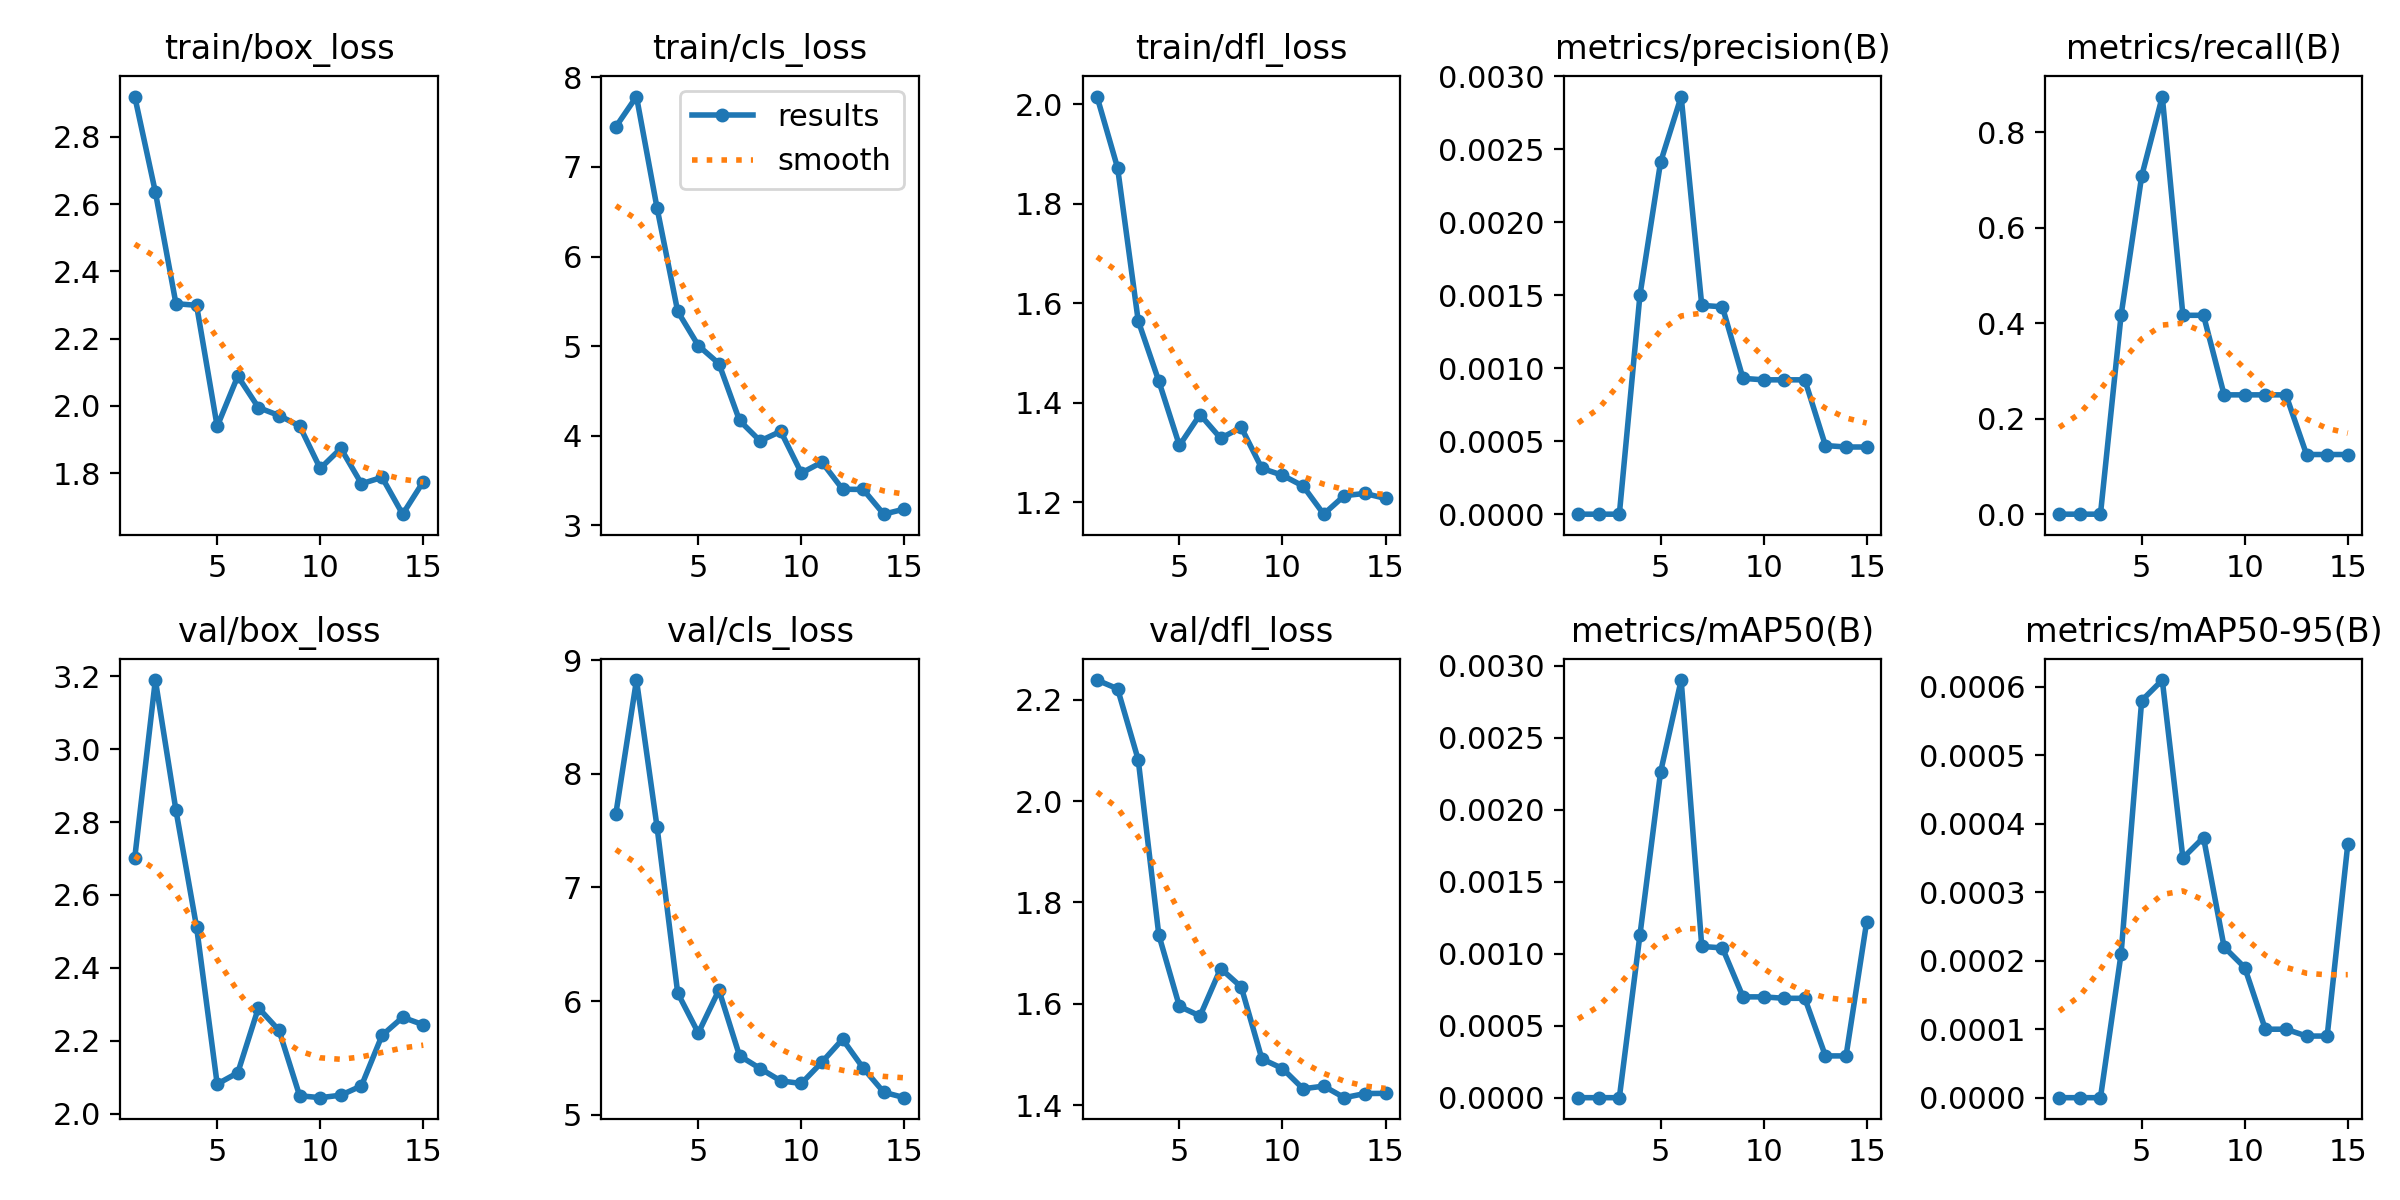 train/box_loss
train/cls_loss
train/dfl_loss
metrics/precision(B)
metrics/recall(B)
2.8
2.6
2.4
2.2
2.0
1.8
5 10 15
8
7
6
5
4
3
results
smooth
5 10 15
2.0
1.8
1.6
1.4
1.2
5 10 15
0.0030
0.0025
0.0020
0.0015
0.0010
0.0005
0.0000
5 10 15
0.8
0.6
0.4
0.2
0.0
5 10 15
val/box_loss
val/cls_loss
val/dfl_loss
metrics/mAP50(B)
metrics/mAP50-95(B)
3.2
3.0
2.8
2.6
2.4
2.2
2.0
5 10 15
9
8
7
6
5
5 10 15
2.2
2.0
1.8
1.6
1.4
5 10 15
0.0030
0.0025
0.0020
0.0015
0.0010
0.0005
0.0000
5 10 15
0.0006
0.0005
0.0004
0.0003
0.0002
0.0001
0.0000
5 10 15